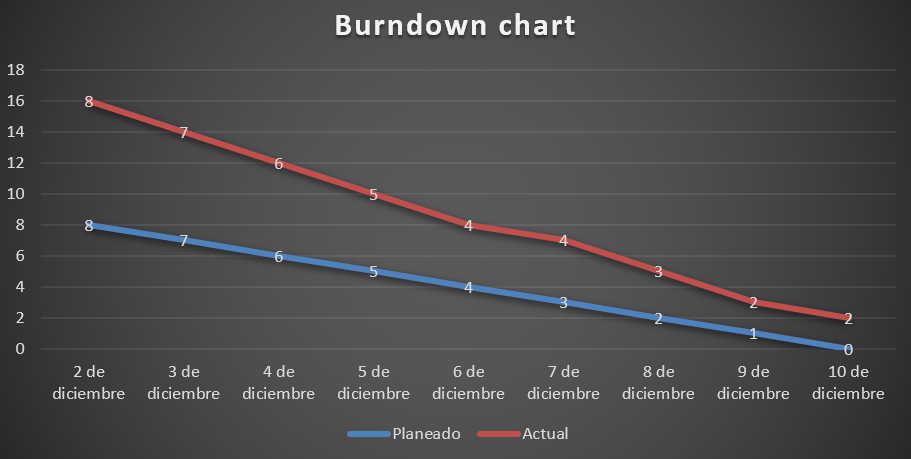 Burndown chart
18
16
14
12
10
8
6
4
2
0
8
7
6
5
4
4
3
2
2
8
7
6
5
4
3
2
1
0
2 de diciembre
3 de diciembre
4 de diciembre
5 de diciembre
6 de diciembre
7 de diciembre
8 de diciembre
9 de diciembre
10 de diciembre
Planeado
Actual